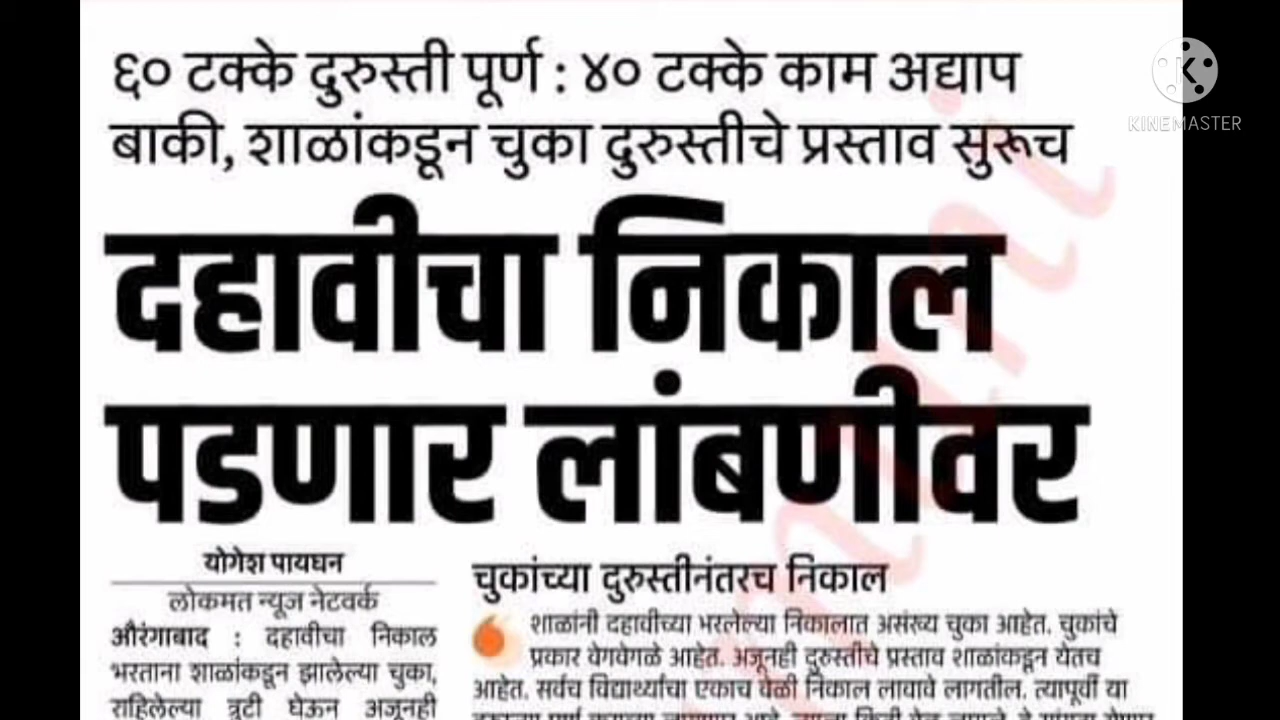 ६० टक्के दुरुस्ती पूर्ण : ४० टक्के काम अद्याप
बाकी, शाळांकडून चुका दुरुस्तीचे प्रस्ताव सुरूच
KINEMASTER
दहावीचा निकाल
पडणार लांबणीवर
योगेश पायघन
लोकमत न्यूज नेटवर्क
औरंगाबाद : दहावीचा निकाल
भरताना शाळांकडून झालेल्या चुका,
राहिलेल्या त्रुटी घेऊन अजूनही
चुकांच्या दुरुस्तीनंतरच निकाल
शाळांनी दहावीच्या भरलेल्या निकालात असंख्य चुका आहेत. चुकांचे
प्रकार वेगवेगळे आहेत. अजूनही दुरुस्तीचे प्रस्ताव शाळांकडून येतच
आहेत. सर्वच विद्यार्थ्यांचा एकाच वेळी निकाल लावावे लागतील. त्यापूर्वी या